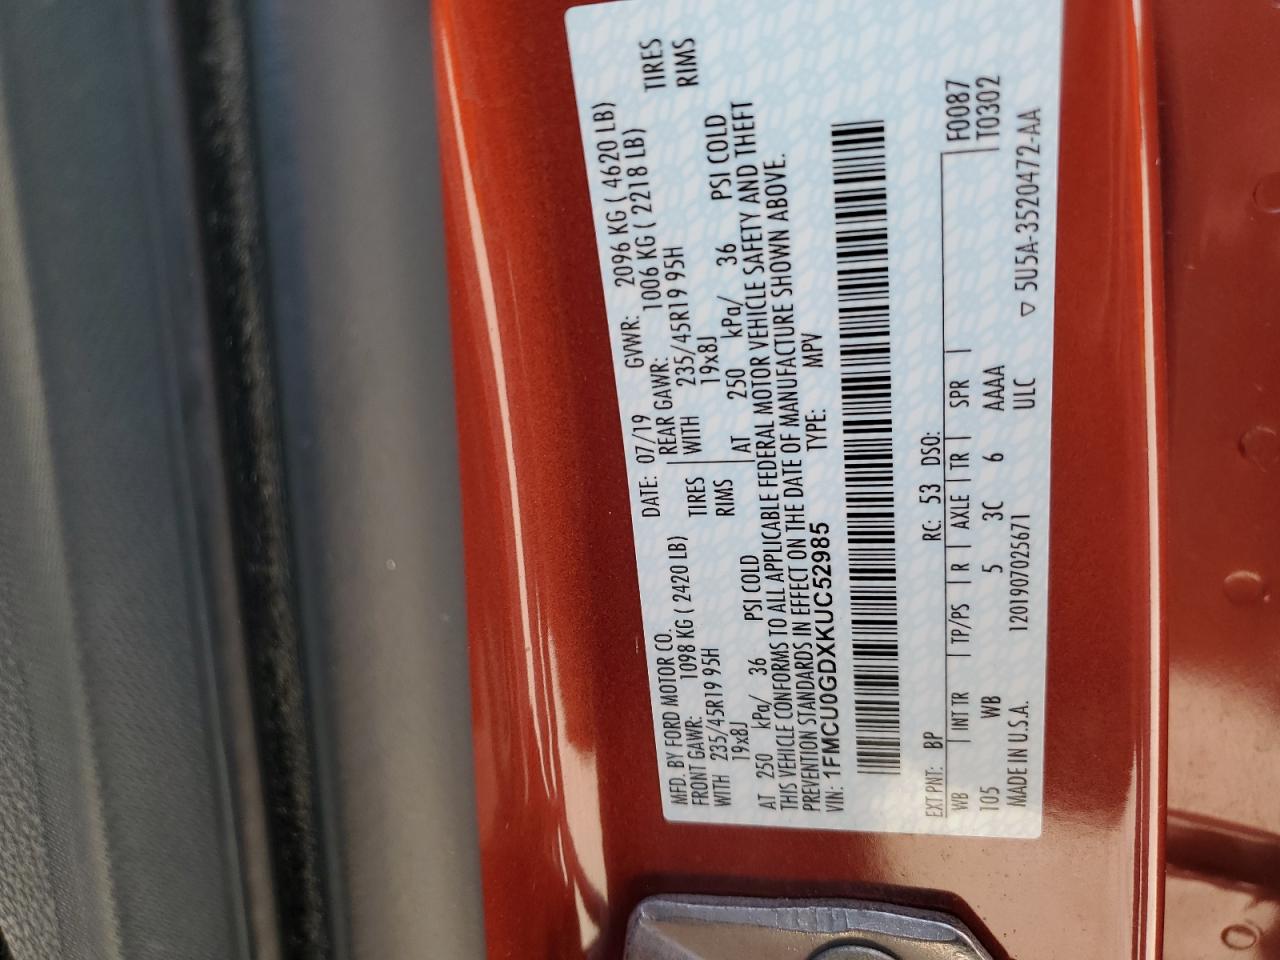 MFD. BY FORD MOTOR CO. DATE: 07/19 GVWR: 2096 KG ( 4620 LB)
FRONT GAWR: 1098 KG ( 2420 LB) REAR GAWR: 1006 KG ( 2218 LB)
WITH 235/45R19 95H TIRES WITH 235/45R19 95H TIRES
19x8J RIMS 19x8J RIMS
AT 250 kPa/ 36 PSI COLD AT 250 kPa/ 36 PSI COLD
THIS VEHICLE CONFORMS TO ALL APPLICABLE FEDERAL MOTOR VEHICLE SAFETY AND THEFT
PREVENTION STANDARDS IN EFFECT ON THE DATE OF MANUFACTURE SHOWN ABOVE.
VIN: 1FMCU0GDXKUC52985 TYPE: MPV
EXT PNT: BP RC: 53 DSO: F0087
WB INT TR TP/PS R AXLE TR SPR T0302
105 WB 5 3C 6 AAAA
MADE IN U.S.A. 120190702567​1 ULC ▽ 5U5A-3520472-AA